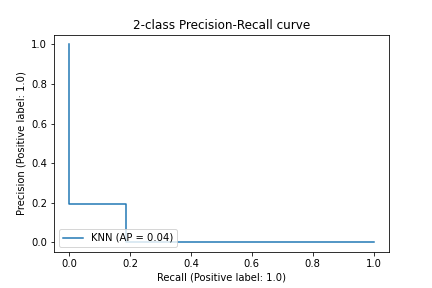 2-class Precision-Recall curve
Precision (Positive label: 1.0)
1.0
0.8
0.6
0.4
0.2
0.0
KNN (AP = 0.04)
0.0 0.2 0.4 0.6 0.8 1.0
Recall (Positive label: 1.0)